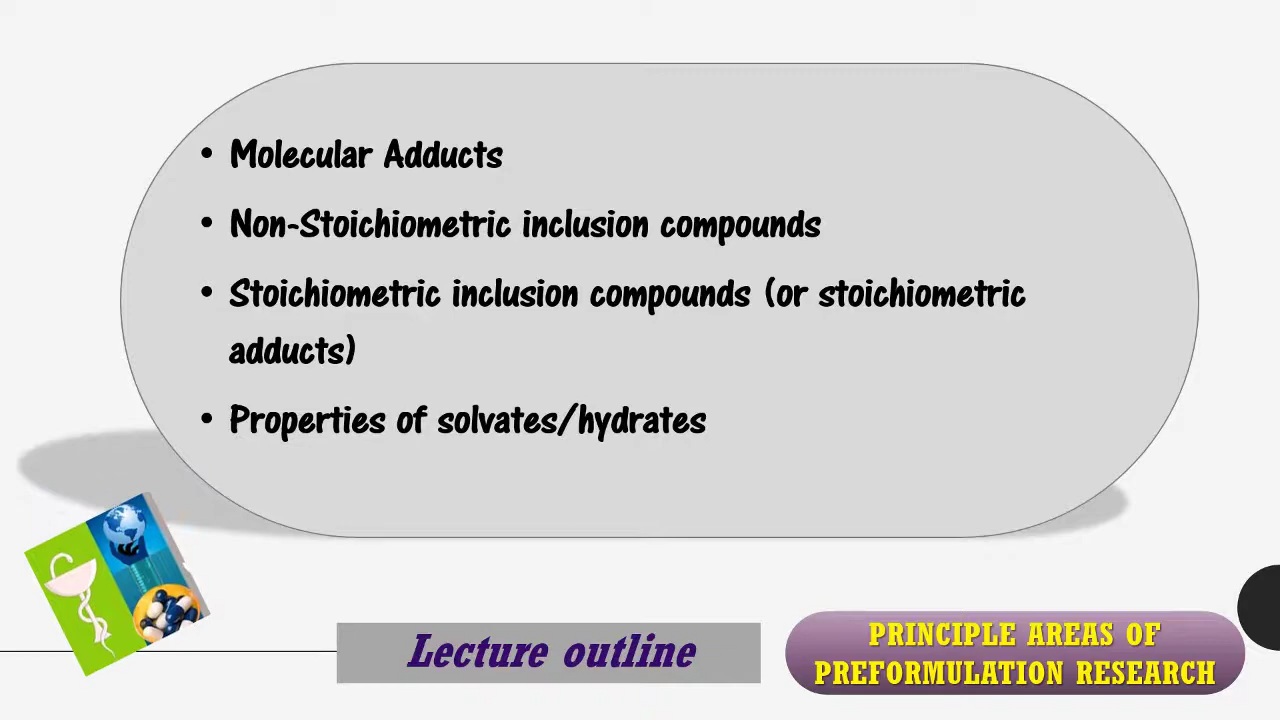 • Molecular Adducts
• Non-Stoichiometric inclusion compounds
• Stoichiometric inclusion compounds (or stoichiometric
adducts)
• Properties of solvates/hydrates
Lecture outline
PRINCIPLE AREAS OF
PREFORMULATION RESEARCH